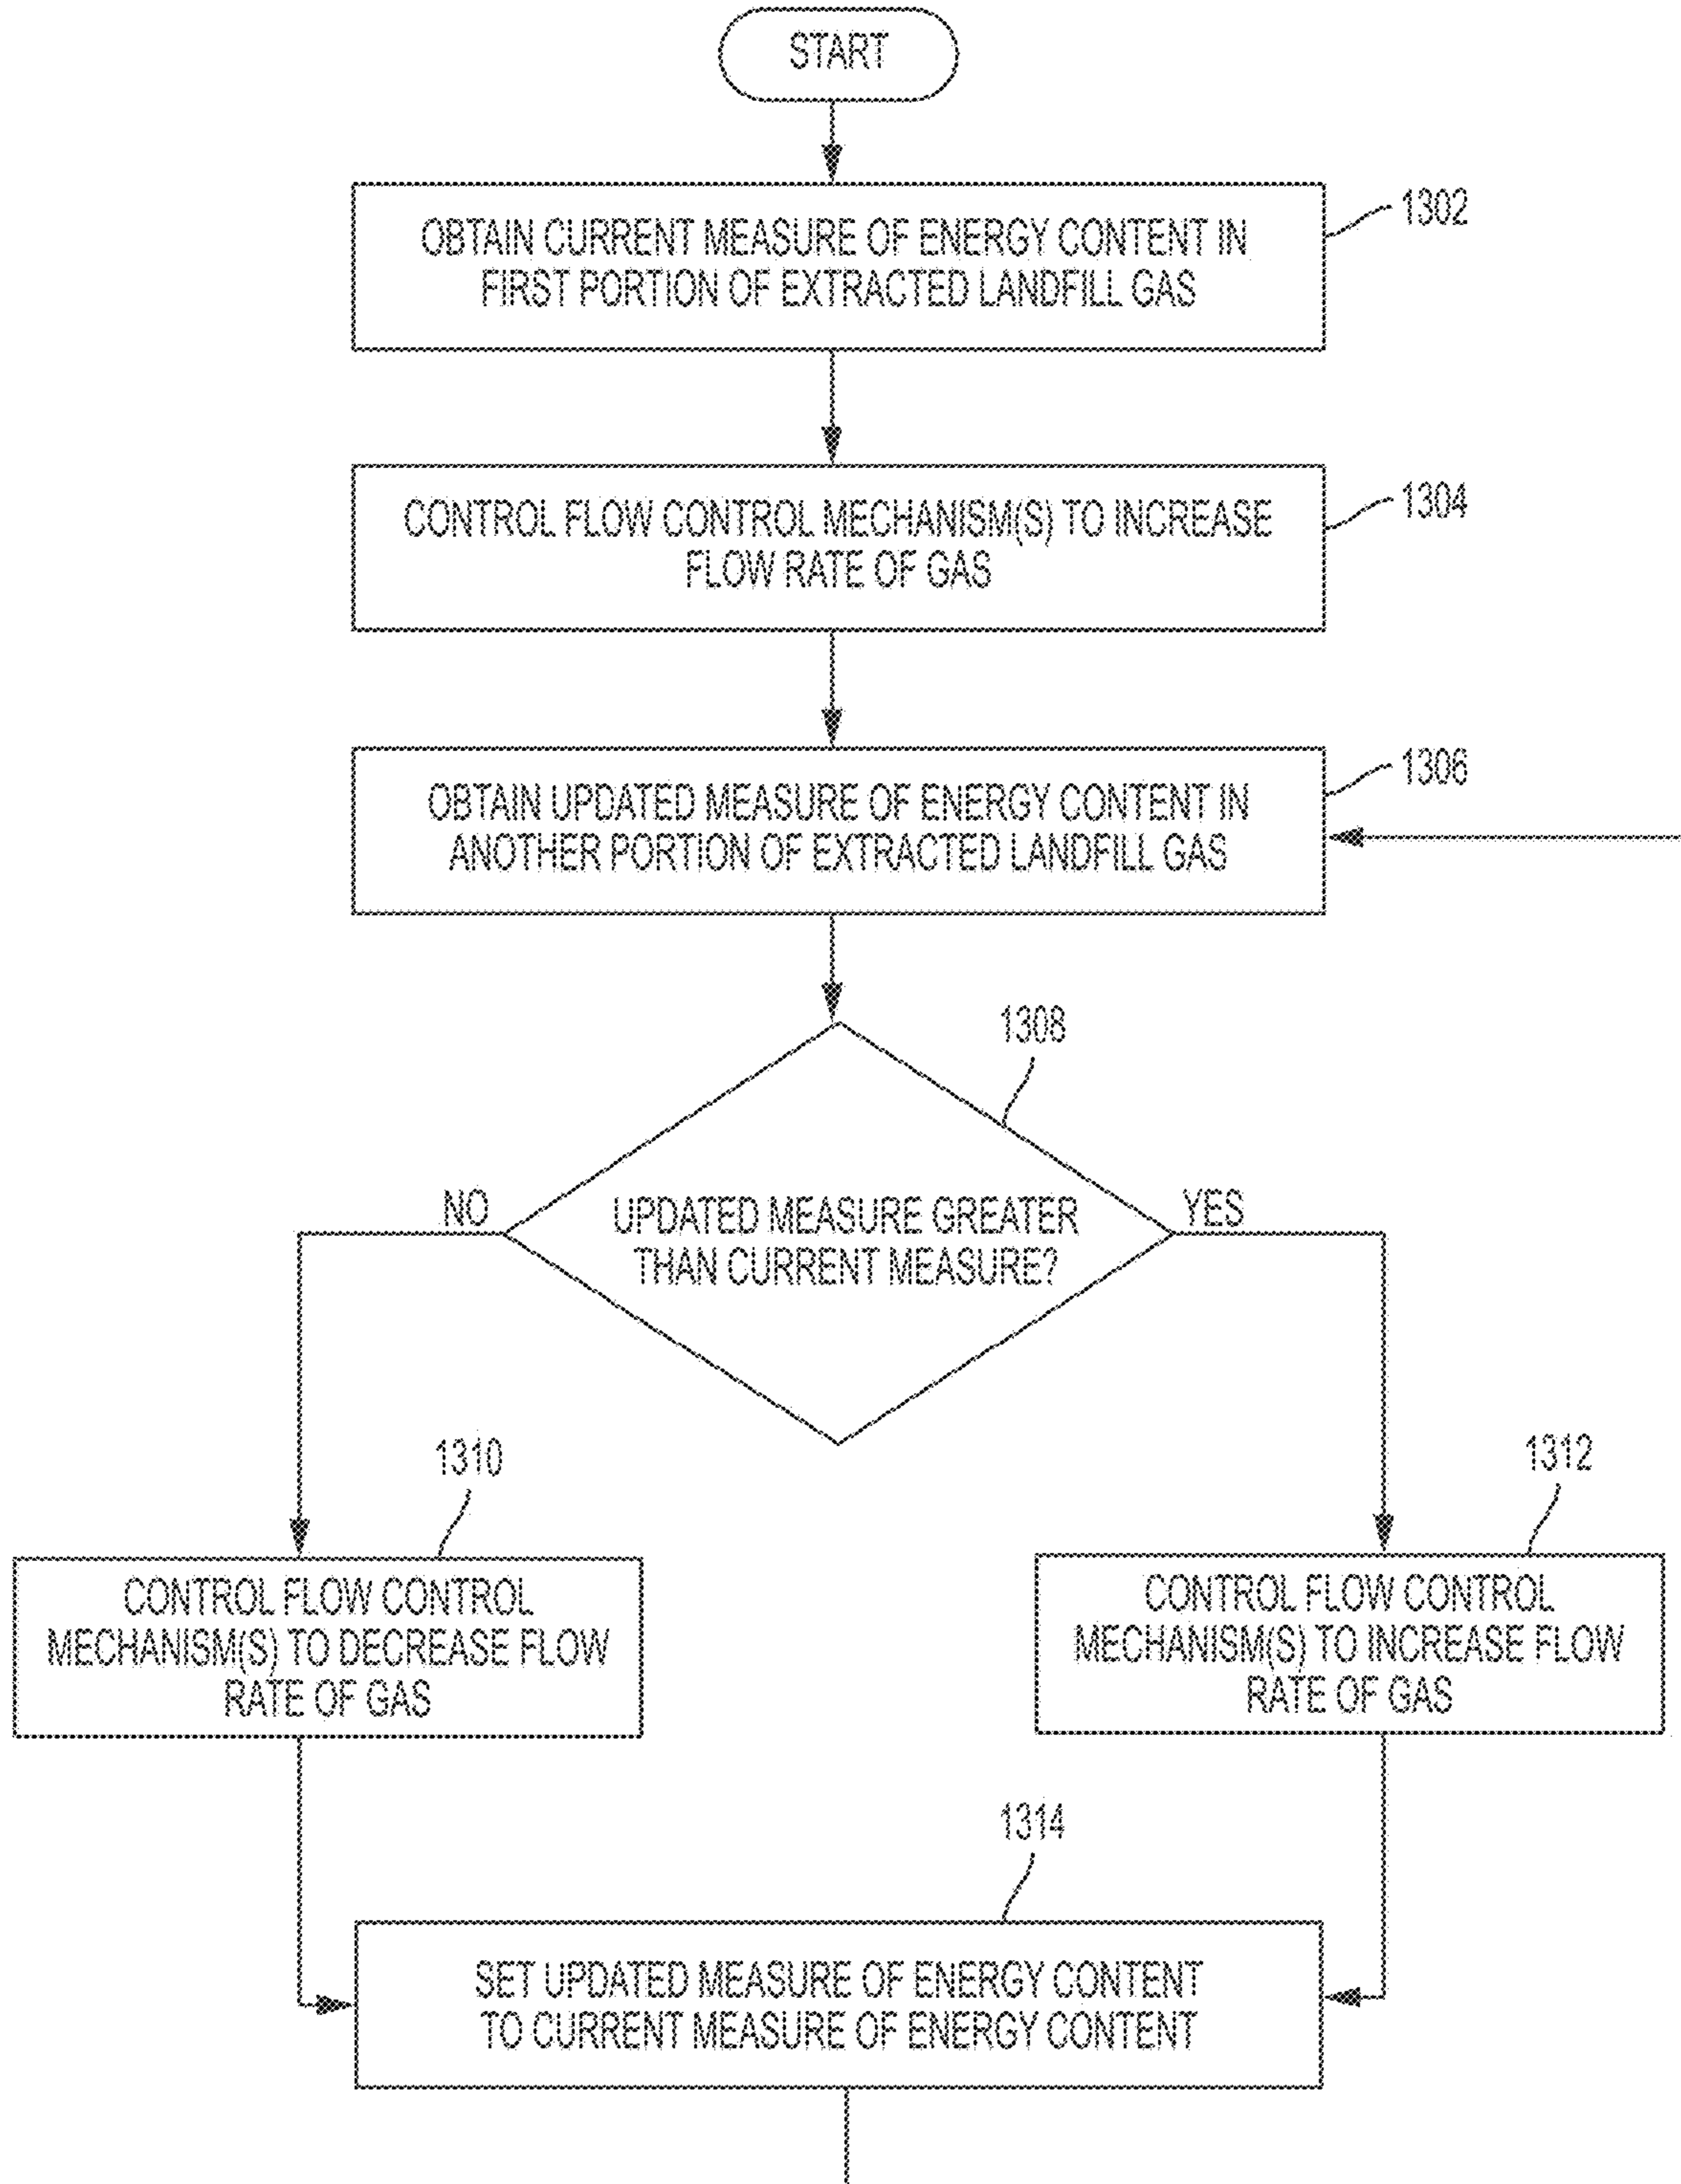 START
OBTAIN CURRENT MEASURE OF ENERGY CONTENT IN
FIRST PORTION OF EXTRACTED LANDFILL GAS
1302
CONTROL FLOW CONTROL MECHANISM(S) TO INCREASE
FLOW RATE OF GAS
1304
OBTAIN UPDATED MEASURE OF ENERGY CONTENT IN
ANOTHER PORTION OF EXTRACTED LANDFILL GAS
1306
1308
UPDATED MEASURE GREATER
THAN CURRENT MEASURE?
NO
YES
1310
CONTROL FLOW CONTROL
MECHANISM(S) TO DECREASE FLOW
RATE OF GAS
1312
CONTROL FLOW CONTROL
MECHANISM(S) TO INCREASE FLOW
RATE OF GAS
1314
SET UPDATED MEASURE OF ENERGY CONTENT
TO CURRENT MEASURE OF ENERGY CONTENT